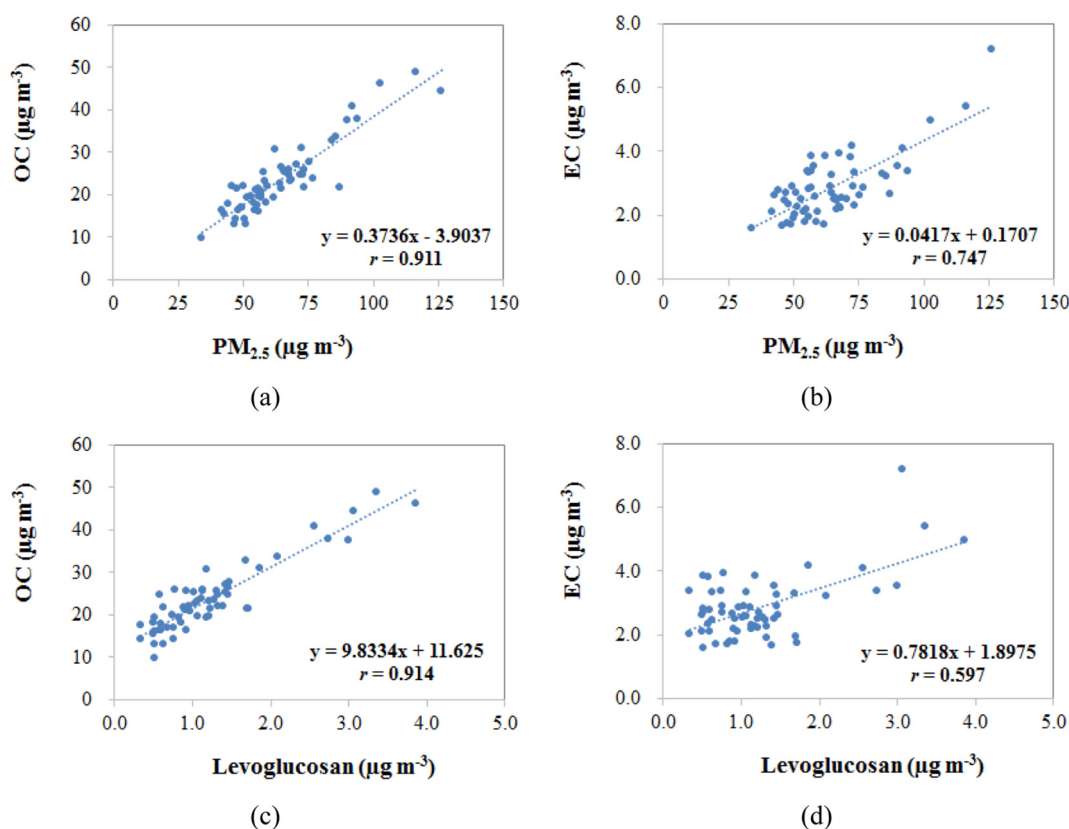 OC (µg m-3)
60
50
40
30
20
10
0
y = 0.3736x - 3.9037
r = 0.911
0 25 50 75 100 125 150
PM2.5 (µg m-3)
(a)
EC (µg m-3)
8.0
6.0
4.0
2.0
0.0
y = 0.0417x + 0.1707
r = 0.747
0 25 50 75 100 125 150
PM2.5 (µg m-3)
(b)
OC (µg m-3)
60
50
40
30
20
10
0
y = 9.8334x + 11.625
r = 0.914
0.0 1.0 2.0 3.0 4.0 5.0
Levoglucosan (µg m-3)
(c)
EC (µg m-3)
8.0
6.0
4.0
2.0
0.0
y = 0.7818x + 1.8975
r = 0.597
0.0 1.0 2.0 3.0 4.0 5.0
Levoglucosan (µg m-3)
(d)